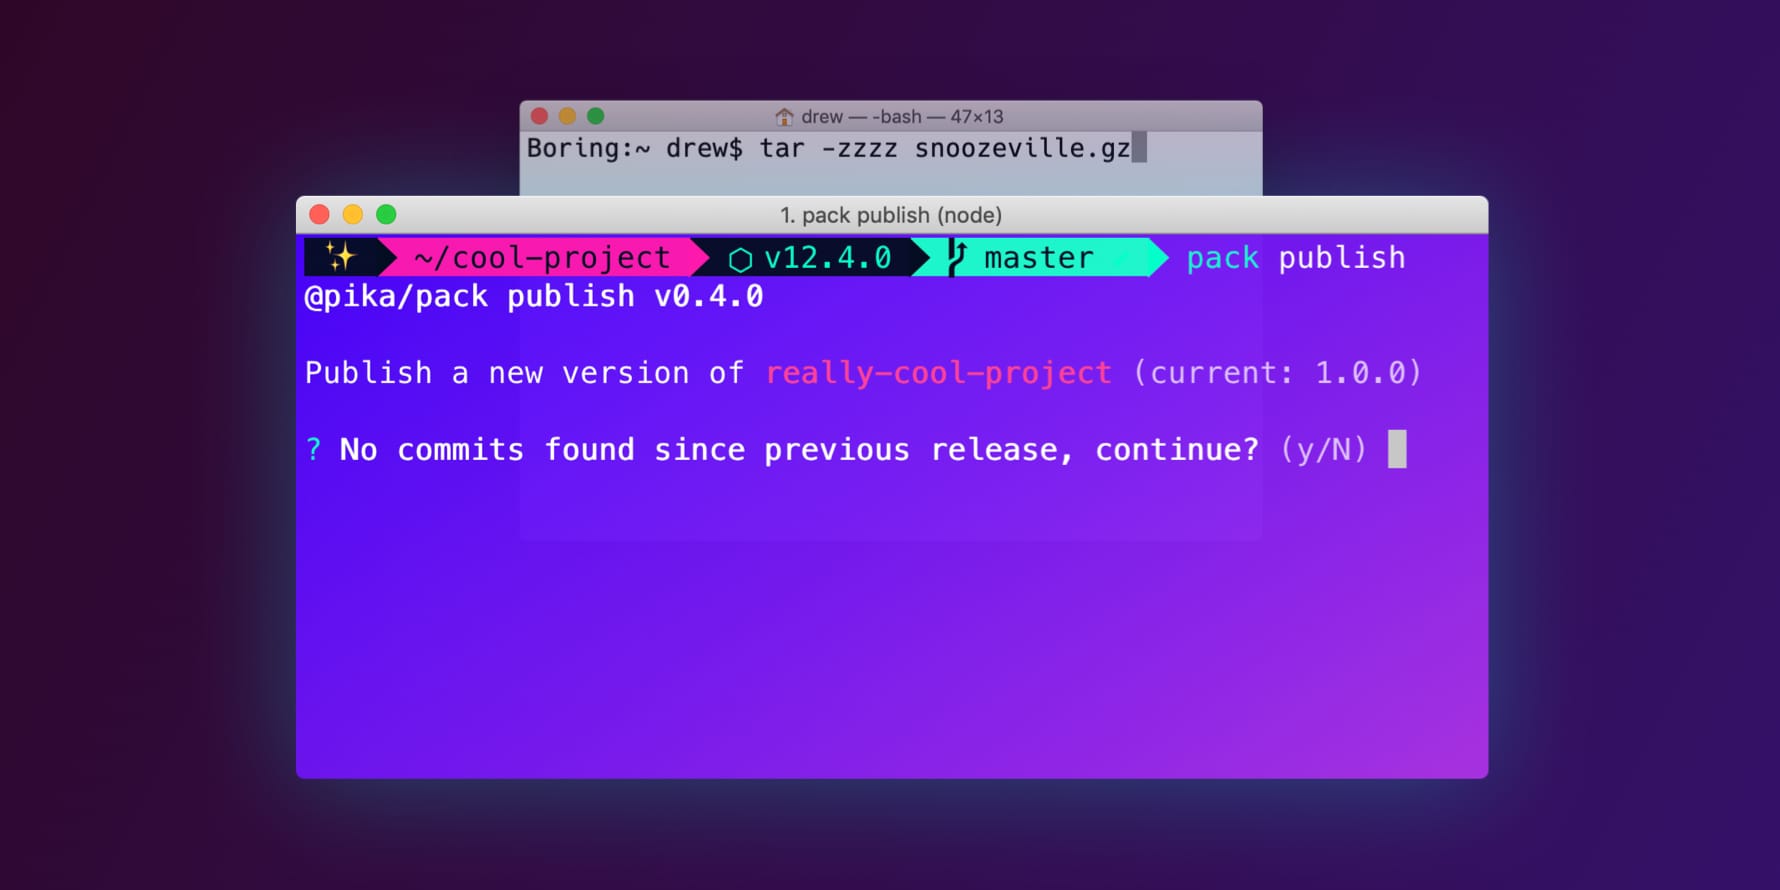 drew — -bash — 47×13
Boring:~ drew$ tar -zzzz snoozeville.gz
1. pack publish (node)
~/cool-project v12.4.0 master pack publish
@pika/pack publish v0.4.0
Publish a new version of really-cool-project (current: 1.0.0)
? No commits found since previous release, continue? (y/N)